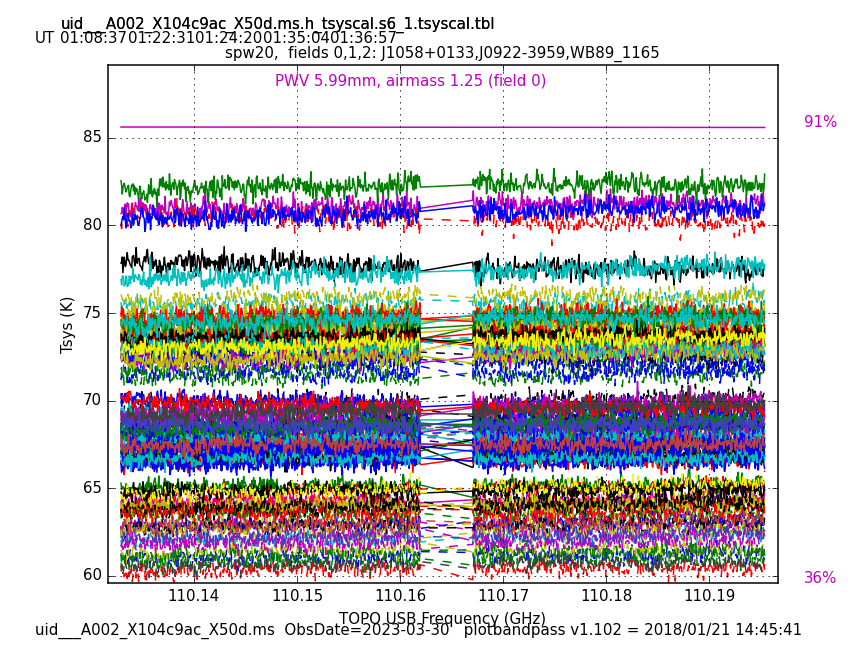 uid___A002_X104c9ac_X50d.ms.h_tsyscal.s6_1.tsyscal.tbl
UT 01:08:3701:22:3101:24:2001:35:0401:36:57
spw20,  fields 0,1,2: J1058+0133,J0922-3959,WB89_1165
PWV 5.99mm, airmass 1.25 (field 0)
91%
85
80
75
70
65
60
Tsys (K)
36%
110.14 110.15 110.16 110.17 110.18 110.19
TOPO USB Frequency (GHz)
uid___A002_X104c9ac_X50d.ms  ObsDate=2023-03-30   plotbandpass v1.102 = 2018/01/21 14:45:41